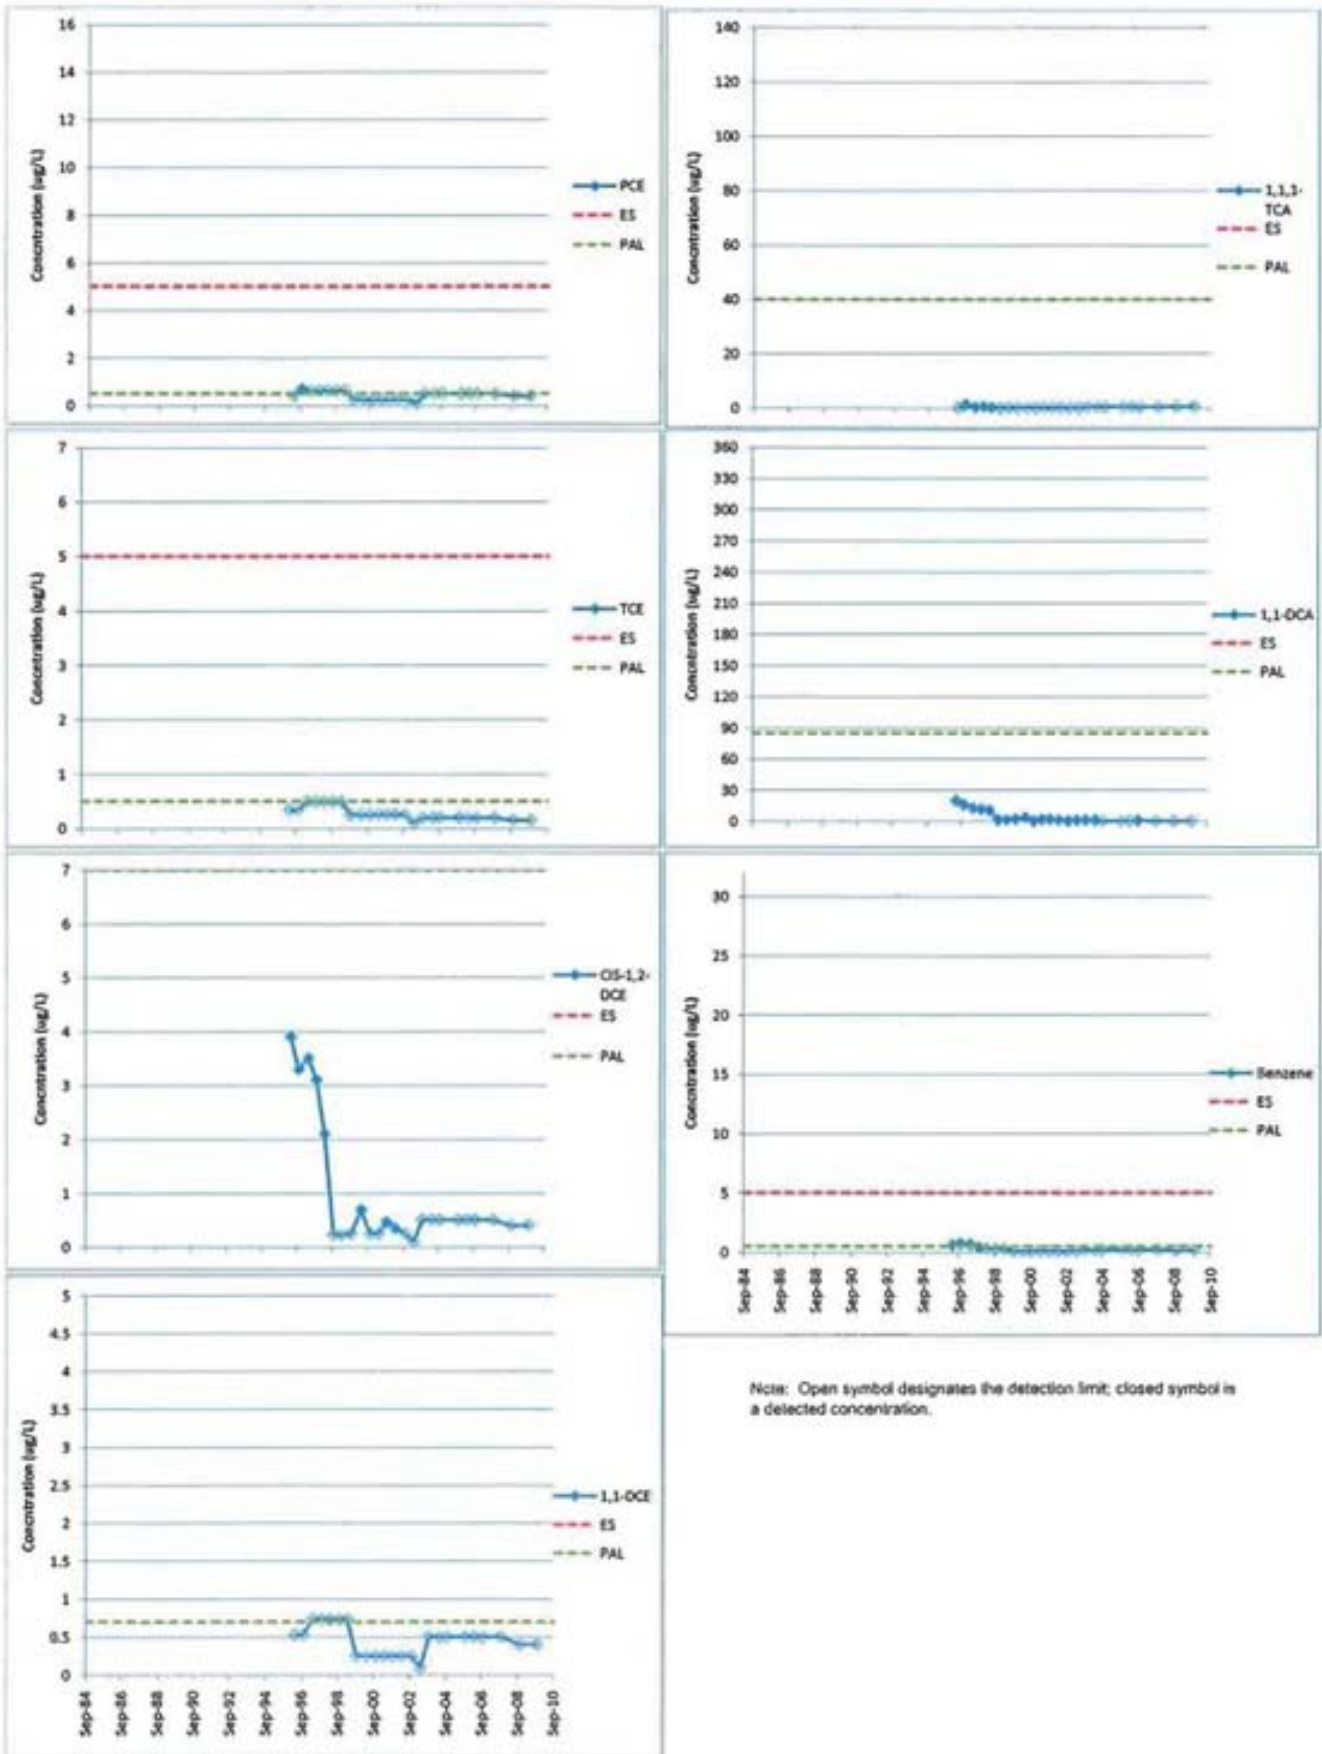 16
14
12
10
8
6
4
2
0
Concntration (ug/L)
PCE
ES
PAL
140
120
100
80
60
40
20
0
Concntration (ug/L)
1,1,1-
TCA
ES
PAL
7
6
5
4
3
2
1
0
Concntration (ug/L)
TCE
ES
PAL
360
330
300
270
240
210
180
150
120
90
60
30
0
Concntration (ug/L)
1,1-DCA
ES
PAL
7
6
5
4
3
2
1
0
Concntration (ug/L)
CIS-1,2-
DCE
ES
PAL
30
25
20
15
10
5
0
Concntration (ug/L)
Benzene
ES
PAL
Sep-84
Sep-86
Sep-88
Sep-90
Sep-92
Sep-94
Sep-96
Sep-98
Sep-00
Sep-02
Sep-04
Sep-06
Sep-08
Sep-10
5
4.5
4
3.5
3
2.5
2
1.5
1
0.5
0
Concntration (ug/L)
1,1-DCE
ES
PAL
Sep-84
Sep-86
Sep-88
Sep-90
Sep-92
Sep-94
Sep-96
Sep-98
Sep-00
Sep-02
Sep-04
Sep-06
Sep-08
Sep-10
Note: Open symbol designates the detection limit; closed symbol is
a detected concentration.